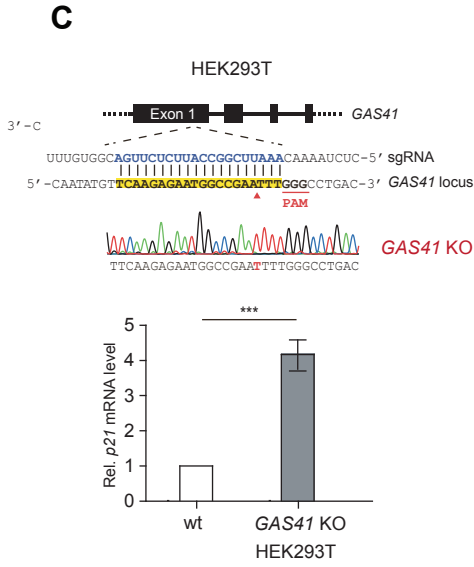 C
HEK293T
Exon 1
GAS41
3’-C
UUUGUGGCAGUUCUCUUACCGGCUUAAACAAAAUCUC-5’ sgRNA
5’-CAATATGTTCAAGAGAATGGCCGAATTTGGGCCTGAC-3’ GAS41 locus
PAM
GAS41 KO
TTCAAGAGAATGGCCGAATTTTGGGCCTGAC
***
Rel. p21 mRNA level
5
4
3
2
1
0
wt
GAS41 KO
HEK293T